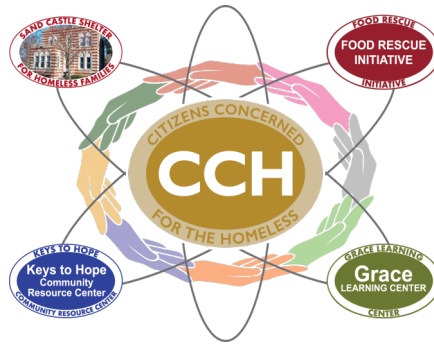 SAND CASTLE SHELTER
FOR HOMELESS FAMILIES
FOOD RESCUE
FOOD RESCUE
INITIATIVE
INITIATIVE
CITIZENS CONCERNED
CCH
FOR THE HOMELESS
KEYS TO HOPE
Keys to Hope
Community
Resource Center
COMMUNITY RESOURCE CENTER
GRACE LEARNING
Grace
LEARNING CENTER
CENTER